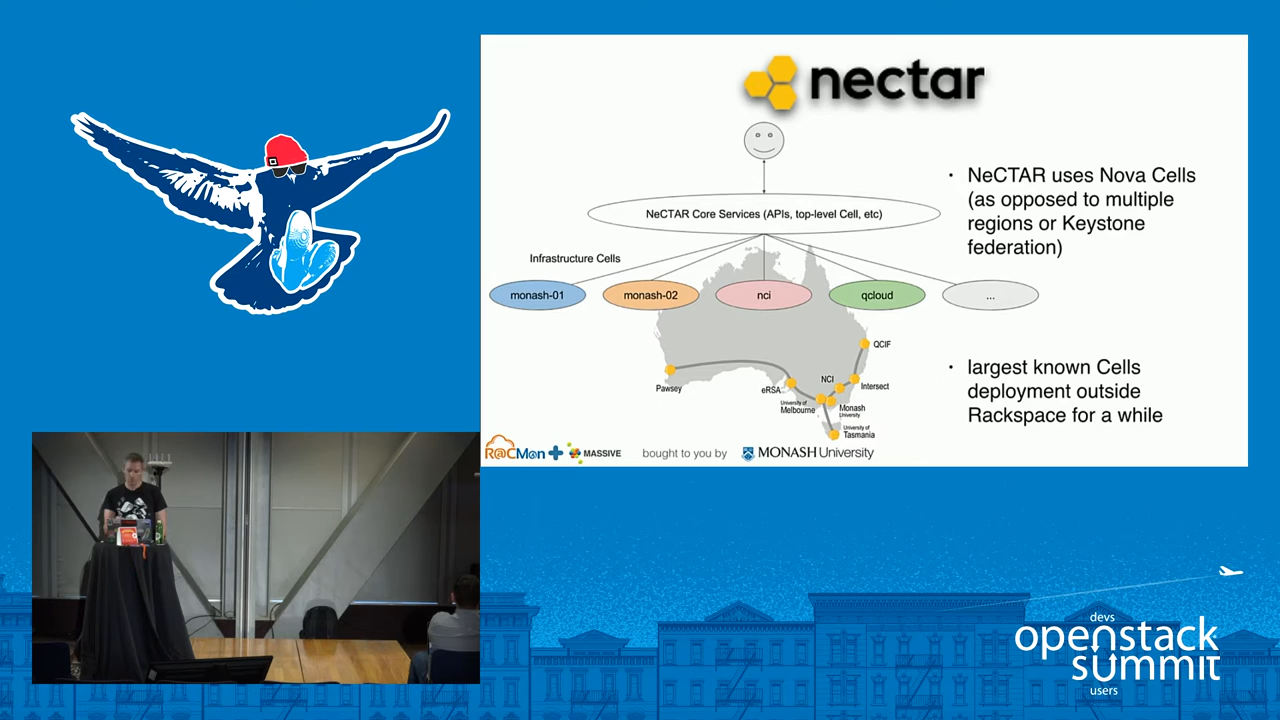 nectar
NeCTAR Core Services (APIs, top-level Cell, etc)
Infrastructure Cells
monash-01
monash-02
nci
qcloud
...
QCIF
Pawsey
eRSA
NCI
Intersect
University of
Melbourne
Monash
University
University of
Tasmania
· NeCTAR uses Nova Cells
(as opposed to multiple
regions or Keystone
federation)
· largest known Cells
deployment outside
Rackspace for a while
R@CMon
MASSIVE
bought to you by
MONASH University
devs
openstack
summit
users